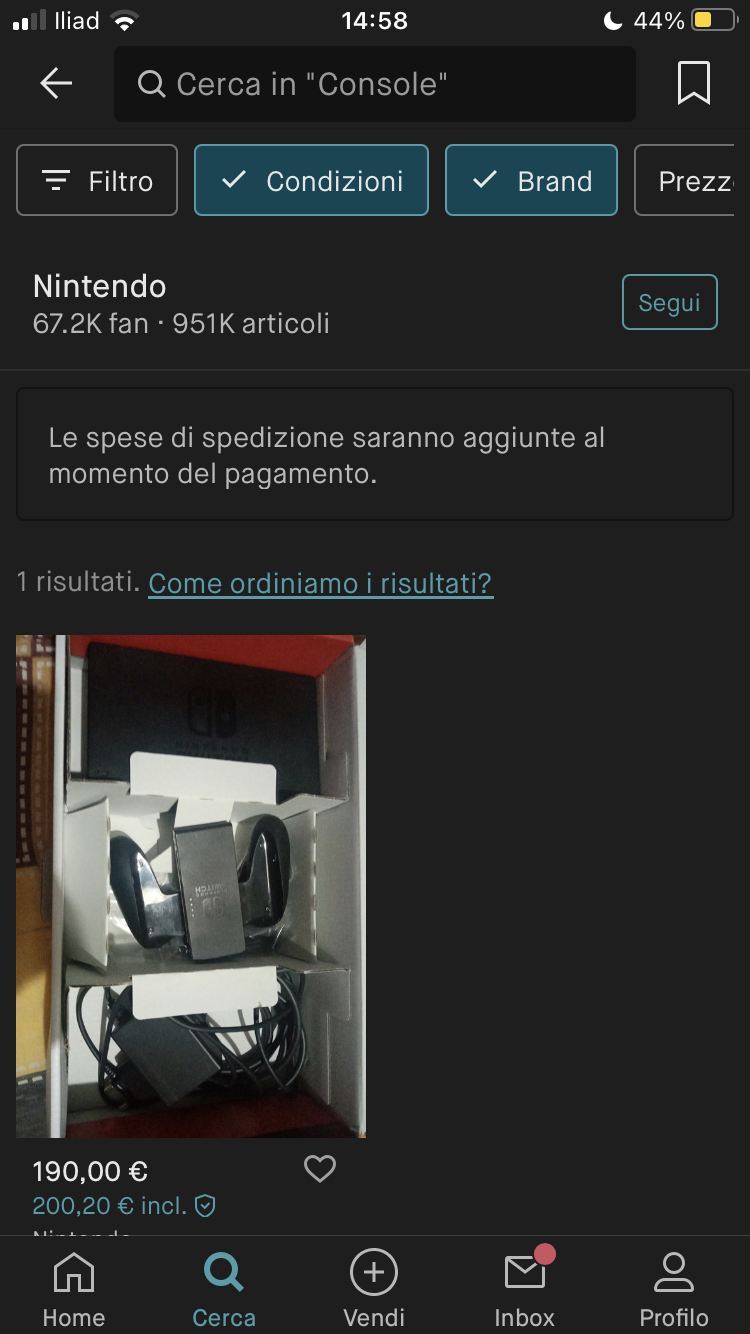 Iliad 14:58 44%
Cerca in "Console"
Filtro Condizioni Brand Prezz
Nintendo
67.2K fan · 951K articoli
Segui
Le spese di spedizione saranno aggiunte al
momento del pagamento.
1 risultati. Come ordiniamo i risultati?
SWITCH
190,00 €
200,20 € incl.
Nintendo
Home Cerca Vendi Inbox Profilo